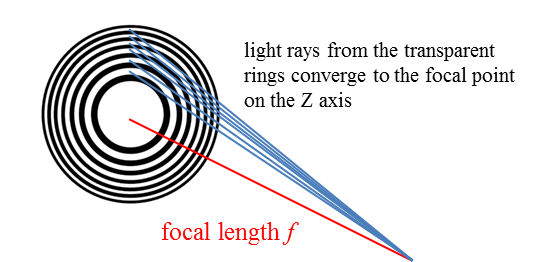 light rays from the transparent
rings converge to the focal point
on the Z axis
focal length f